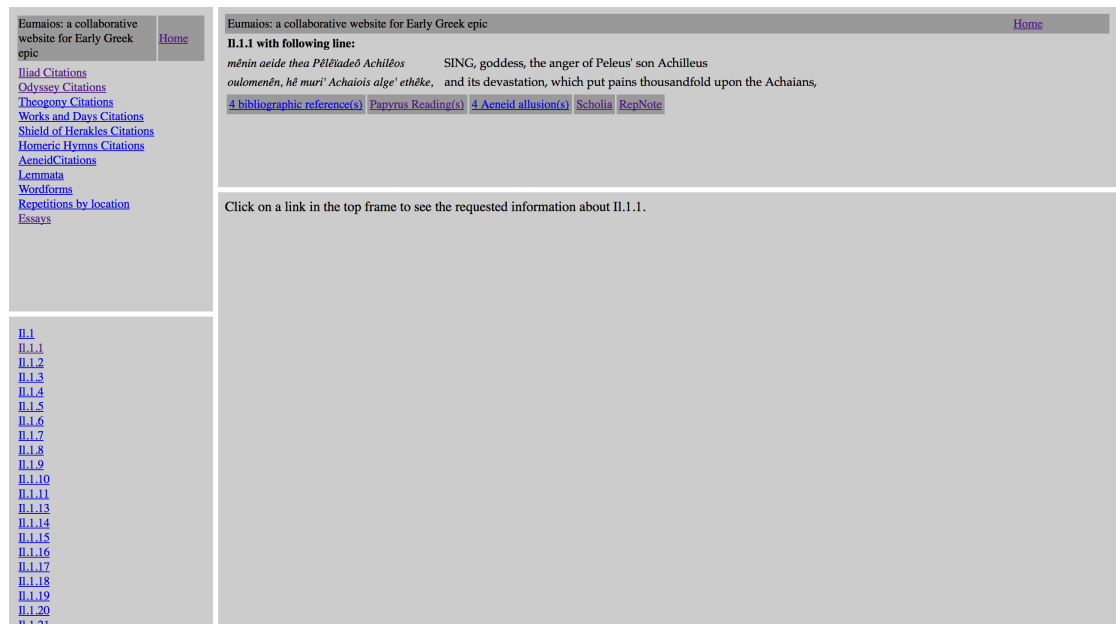 Eumaios: a collaborative
website for Early Greek
epic
Home
Iliad Citations
Odyssey Citations
Theogony Citations
Works and Days Citations
Shield of Herakles Citations
Homeric Hymns Citations
AeneidCitations
Lemmata
Wordforms
Repetitions by location
Essays
Il.1
Il.1.1
Il.1.2
Il.1.3
Il.1.4
Il.1.5
Il.1.6
Il.1.7
Il.1.8
Il.1.9
Il.1.10
Il.1.11
Il.1.13
Il.1.14
Il.1.15
Il.1.16
Il.1.17
Il.1.18
Il.1.19
Il.1.20
Il.1.21
Eumaios: a collaborative website for Early Greek epic Home
Il.1.1 with following line:
mênin aeide thea Pêlêïadeô Achilêos SING, goddess, the anger of Peleus' son Achilleus
oulomenên, hê muri' Achaiois alge' ethêke, and its devastation, which put pains thousandfold upon the Achaians,
4 bibliographic reference(s) Papyrus Reading(s) 4 Aeneid allusion(s) Scholia RepNote
Click on a link in the top frame to see the requested information about Il.1.1.